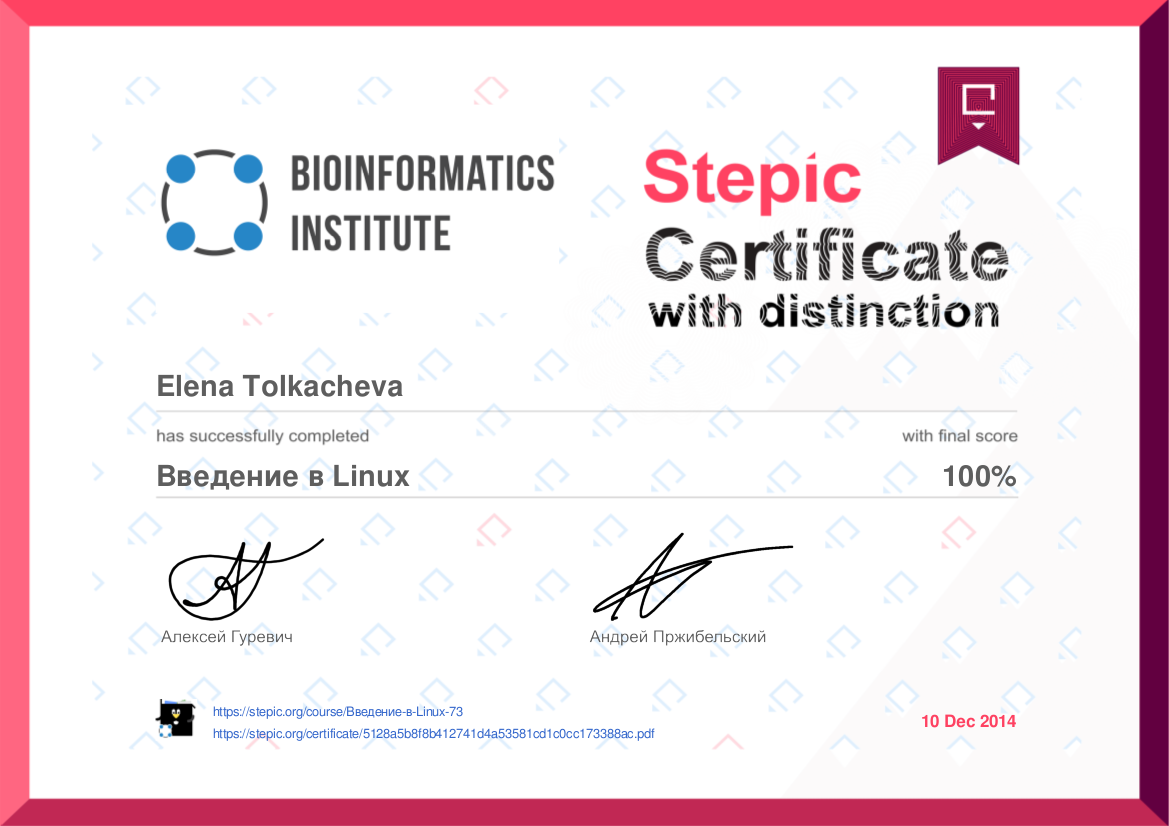 BIOINFORMATICS
INSTITUTE
Stepic
Certificate
with distinction
Elena Tolkacheva
has successfully completed
with final score
Введение в Linux
100%
Алексей Гуревич
Андрей Пржибельский
https://stepic.org/course/Введение-в-Linux-73
https://stepic.org/certificate/5128a5b8f8b412741d4a53581cd1c0cc173388ac.pdf
10 Dec 2014